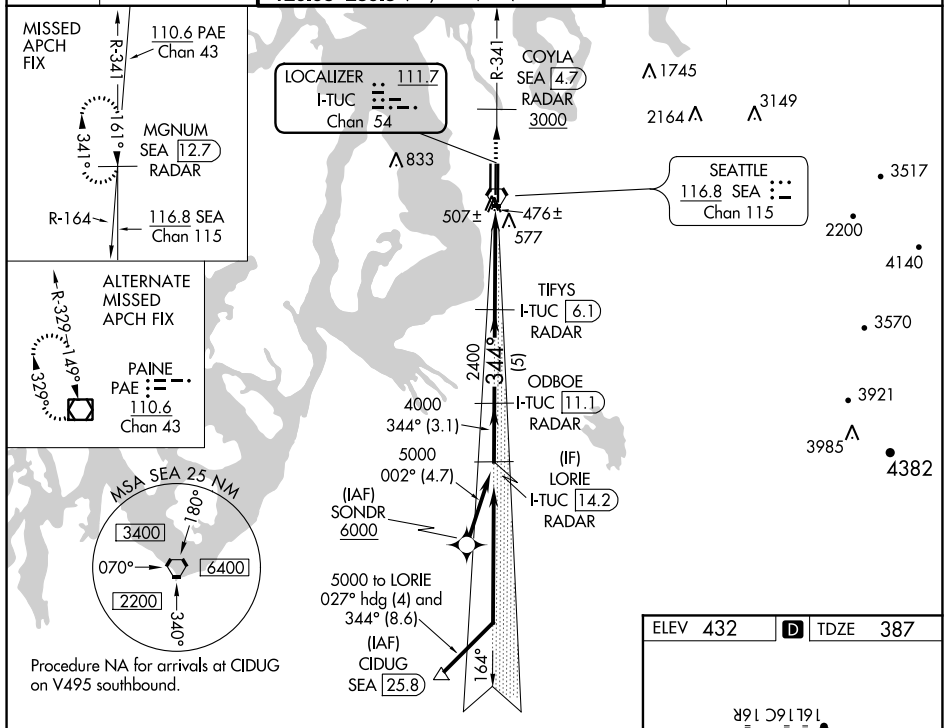 MISSED
APCH
FIX
R-341
110.6 PAE
Chan 43
161°
341°
MGNUM
SEA 12.7
RADAR
R-164
116.8 SEA
Chan 115
ALTERNATE
MISSED
APCH FIX
R-329
149°
329°
PAINE
PAE
110.6
Chan 43
LOCALIZER 111.7
I-TUC
Chan 54
R-341
COYLA
SEA 4.7
RADAR
3000
1745
2164
3149
833
SEATTLE
116.8 SEA
Chan 115
3517
507±
476±
577
2200
4140
TIFYS
I-TUC 6.1
RADAR
3570
2400
344°
(5)
ODBOE
I-TUC 11.1
RADAR
4000
344° (3.1)
3921
3985
4382
5000
002° (4.7)
(IF)
LORIE
I-TUC 14.2
RADAR
(IAF)
SONDR
6000
MSA SEA 25 NM
180°
3400
070°
6400
2200
340°
5000 to LORIE
027° hdg (4) and
344° (8.6)
(IAF)
CIDUG
SEA 25.8
164°
Procedure NA for arrivals at CIDUG
on V495 southbound.
ELEV 432
D
TDZE 387
16R 16C 16L